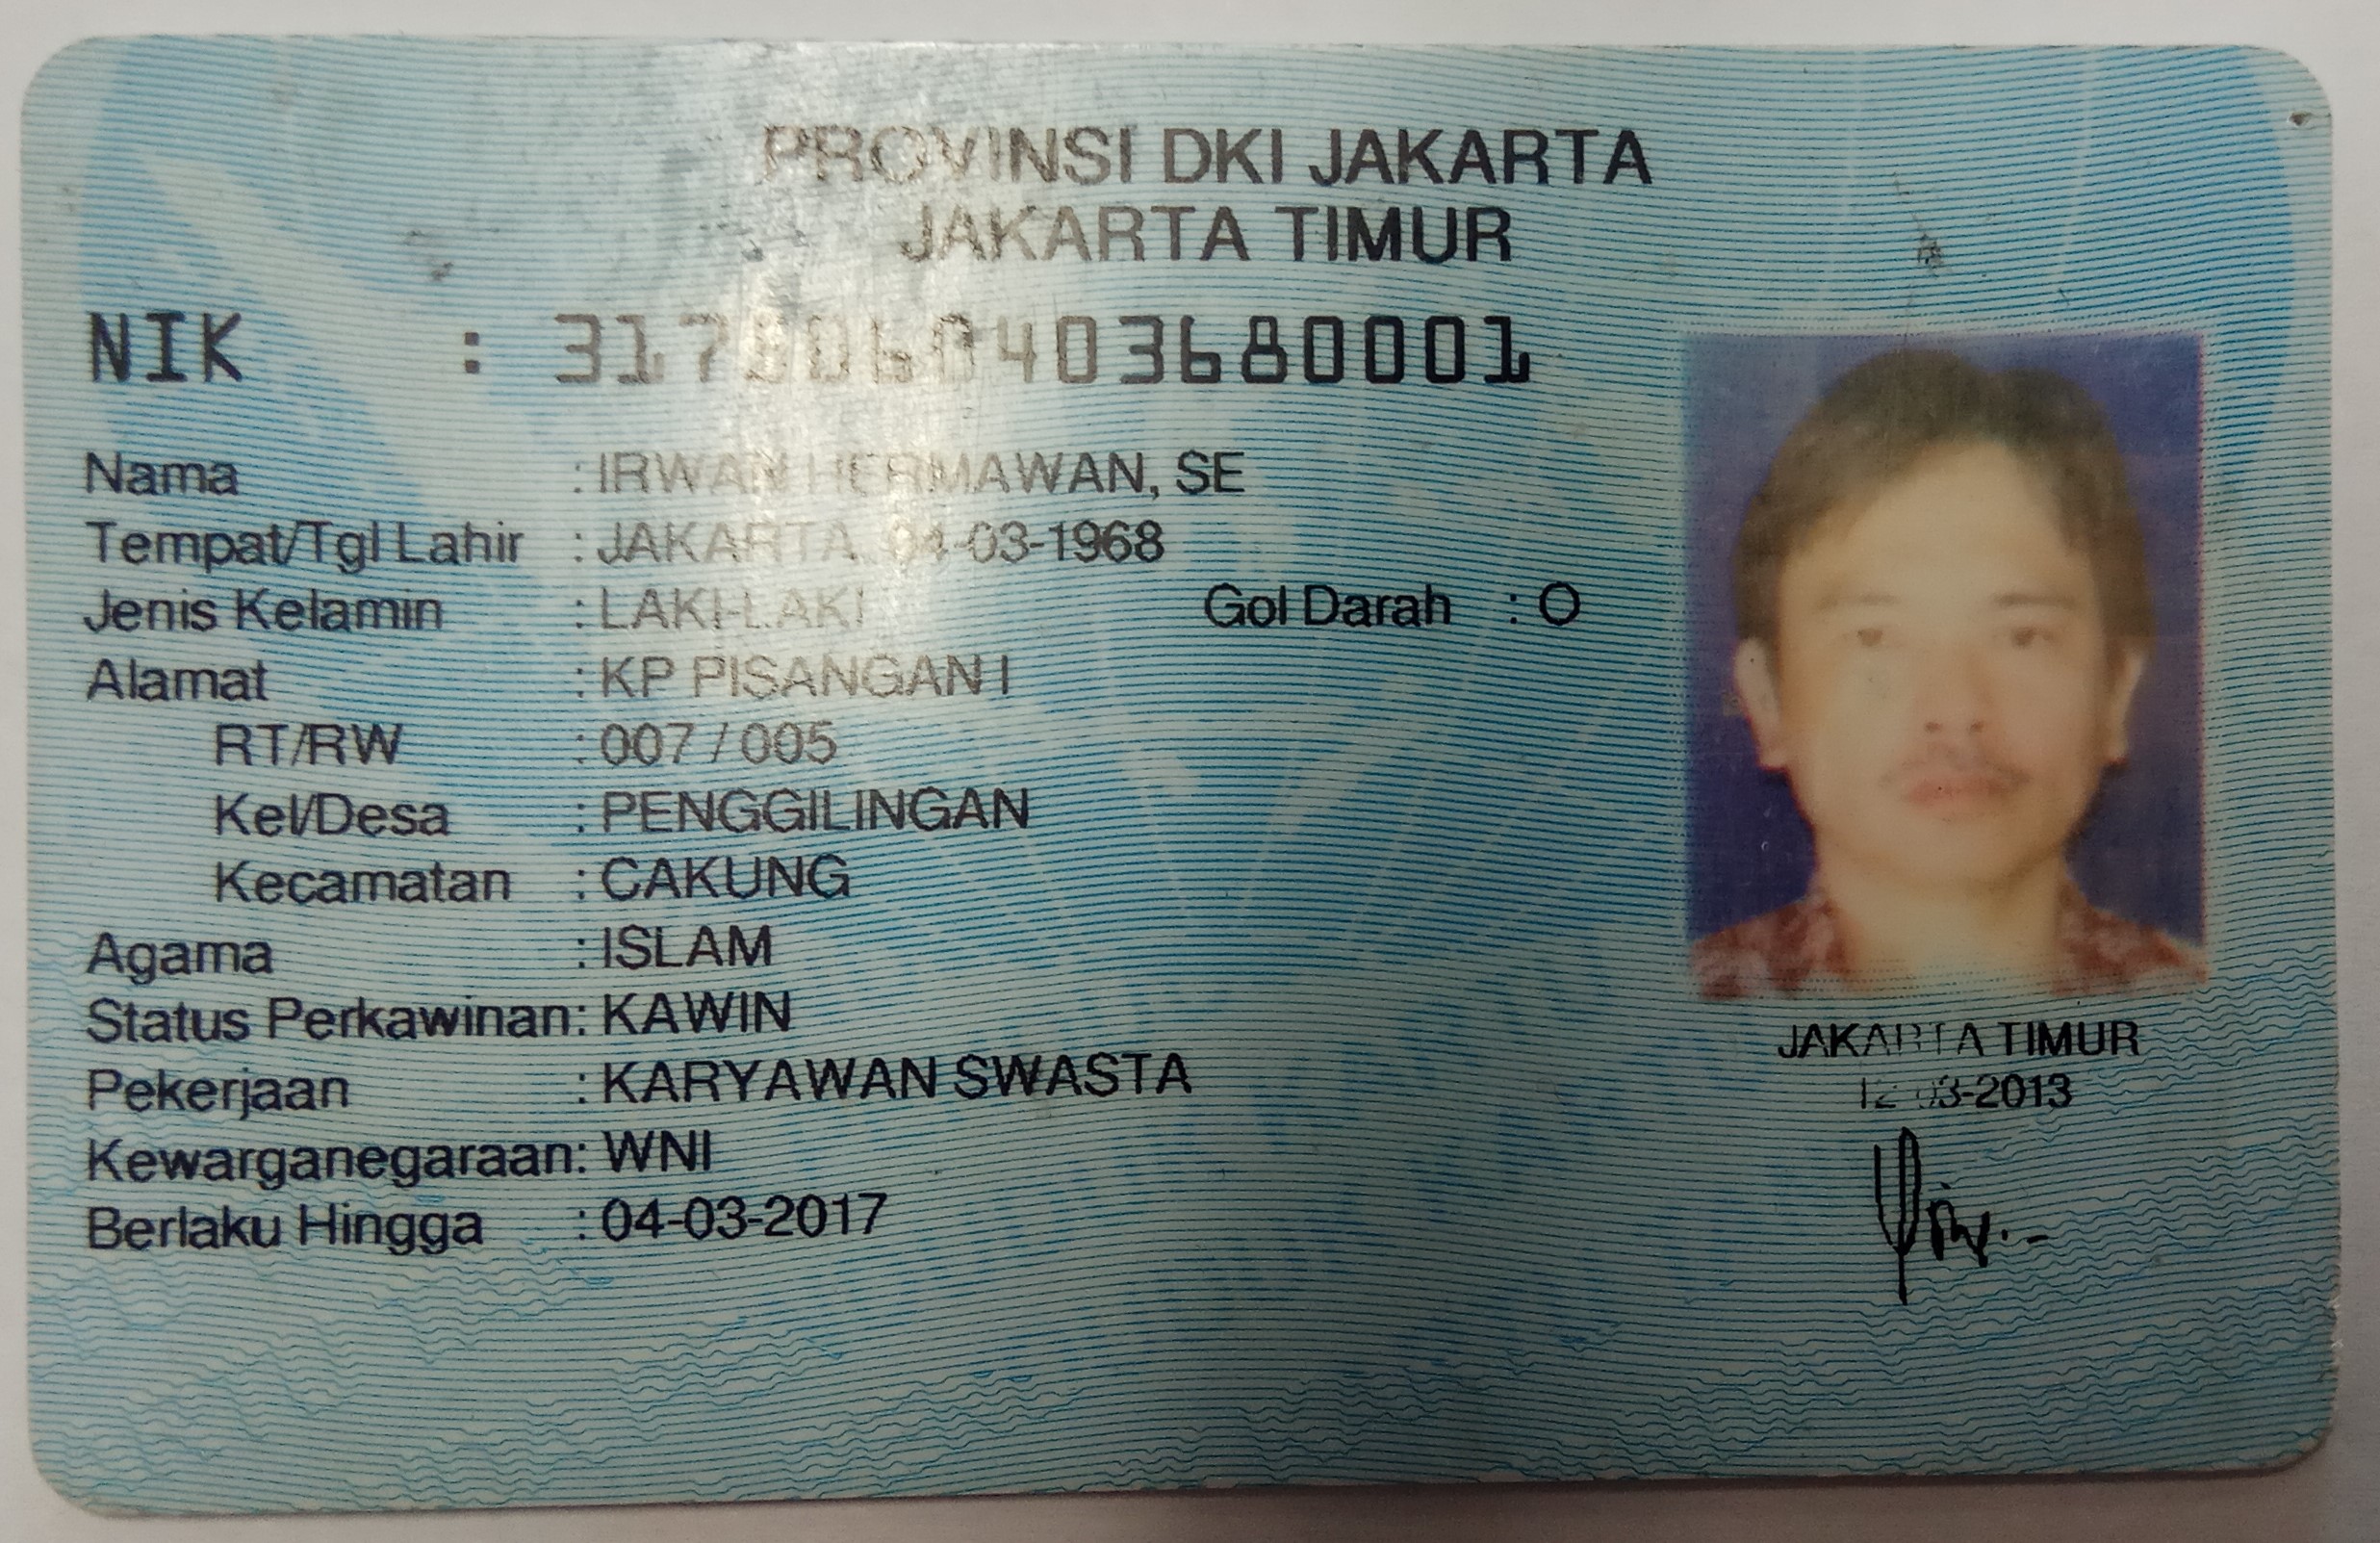 PROVINSI DKI JAKARTA
JAKARTA TIMUR
NIK : 3175060403680001
Nama : IRWAN HERMAWAN, SE
Tempat/Tgl Lahir : JAKARTA, 04-03-1968
Jenis Kelamin : LAKI-LAKI Gol Darah : O
Alamat : KP PISANGAN I
RT/RW : 007 / 005
Kel/Desa : PENGGILINGAN
Kecamatan : CAKUNG
Agama : ISLAM
Status Perkawinan : KAWIN
Pekerjaan : KARYAWAN SWASTA
Kewarganegaraan : WNI
Berlaku Hingga : 04-03-2017
JAKARTA TIMUR
12-03-2013